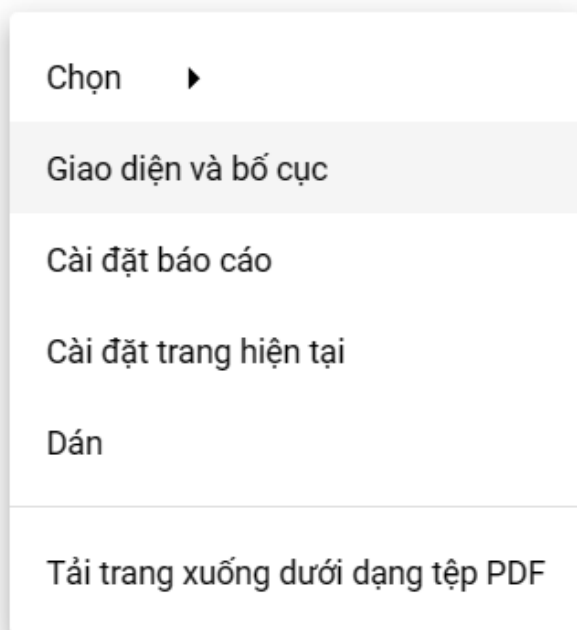 Chọn
Giao diện và bố cục
Cài đặt báo cáo
Cài đặt trang hiện tại
Dán
Tải trang xuống dưới dạng tệp PDF